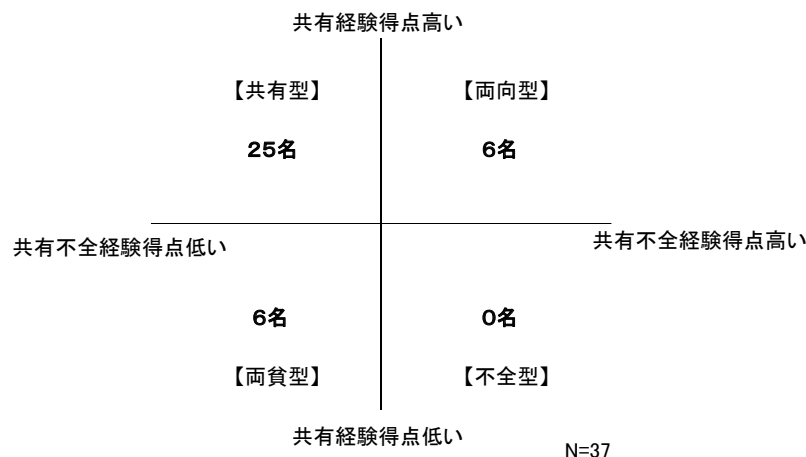 共有経験得点高い
【共有型】 【両向型】
25名 6名
共有不全経験得点低い 共有不全経験得点高い
6名 0名
【両貧型】 【不全型】
共有経験得点低い
N=37